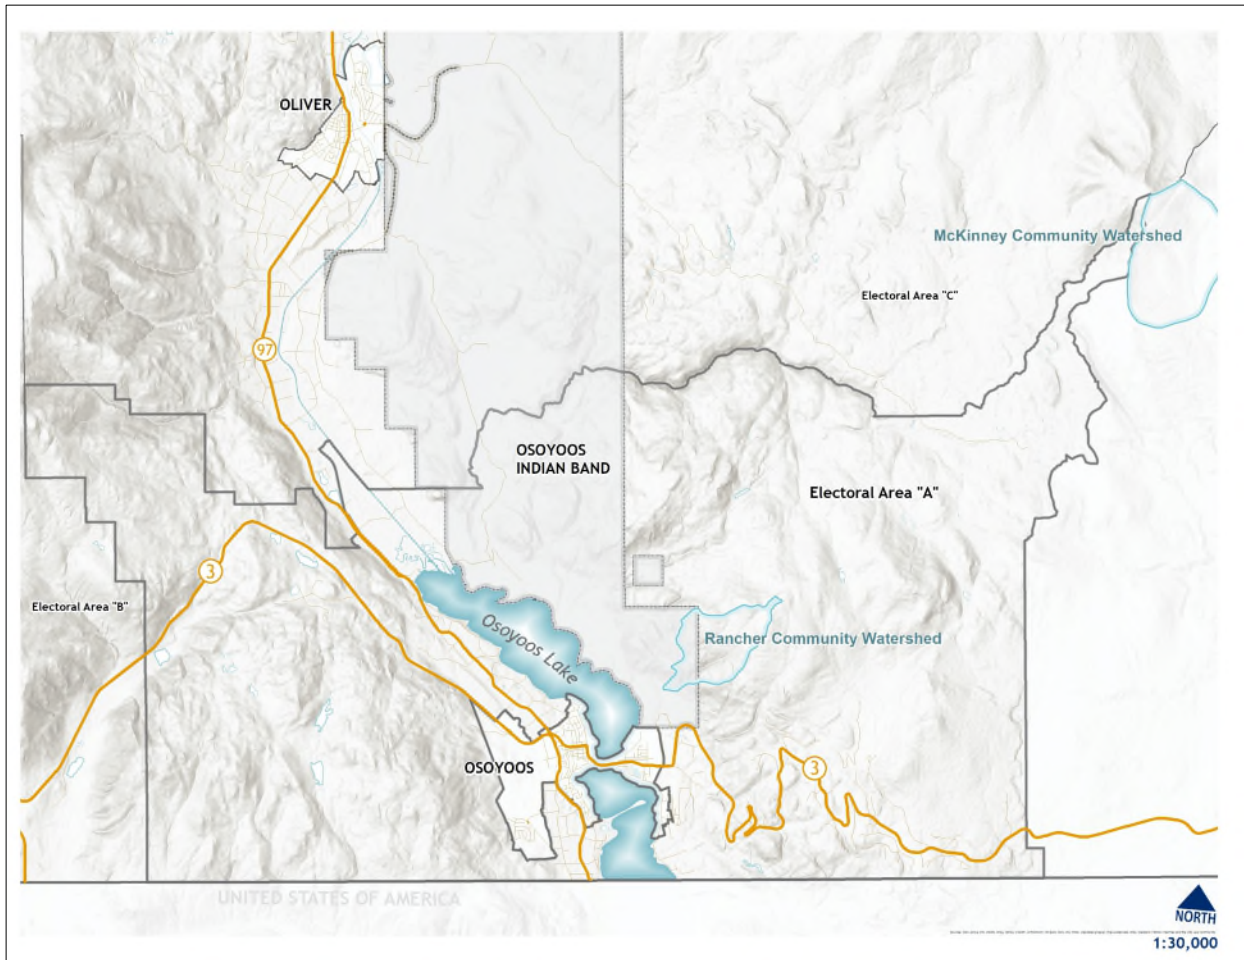 OLIVER
McKinney Community Watershed
Electoral Area "C"
97
OSOYOOS
INDIAN BAND
Electoral Area "A"
3
Electoral Area "B"
Osoyoos Lake
Rancher Community Watershed
OSOYOOS
3
UNITED STATES OF AMERICA
NORTH
1:30,000